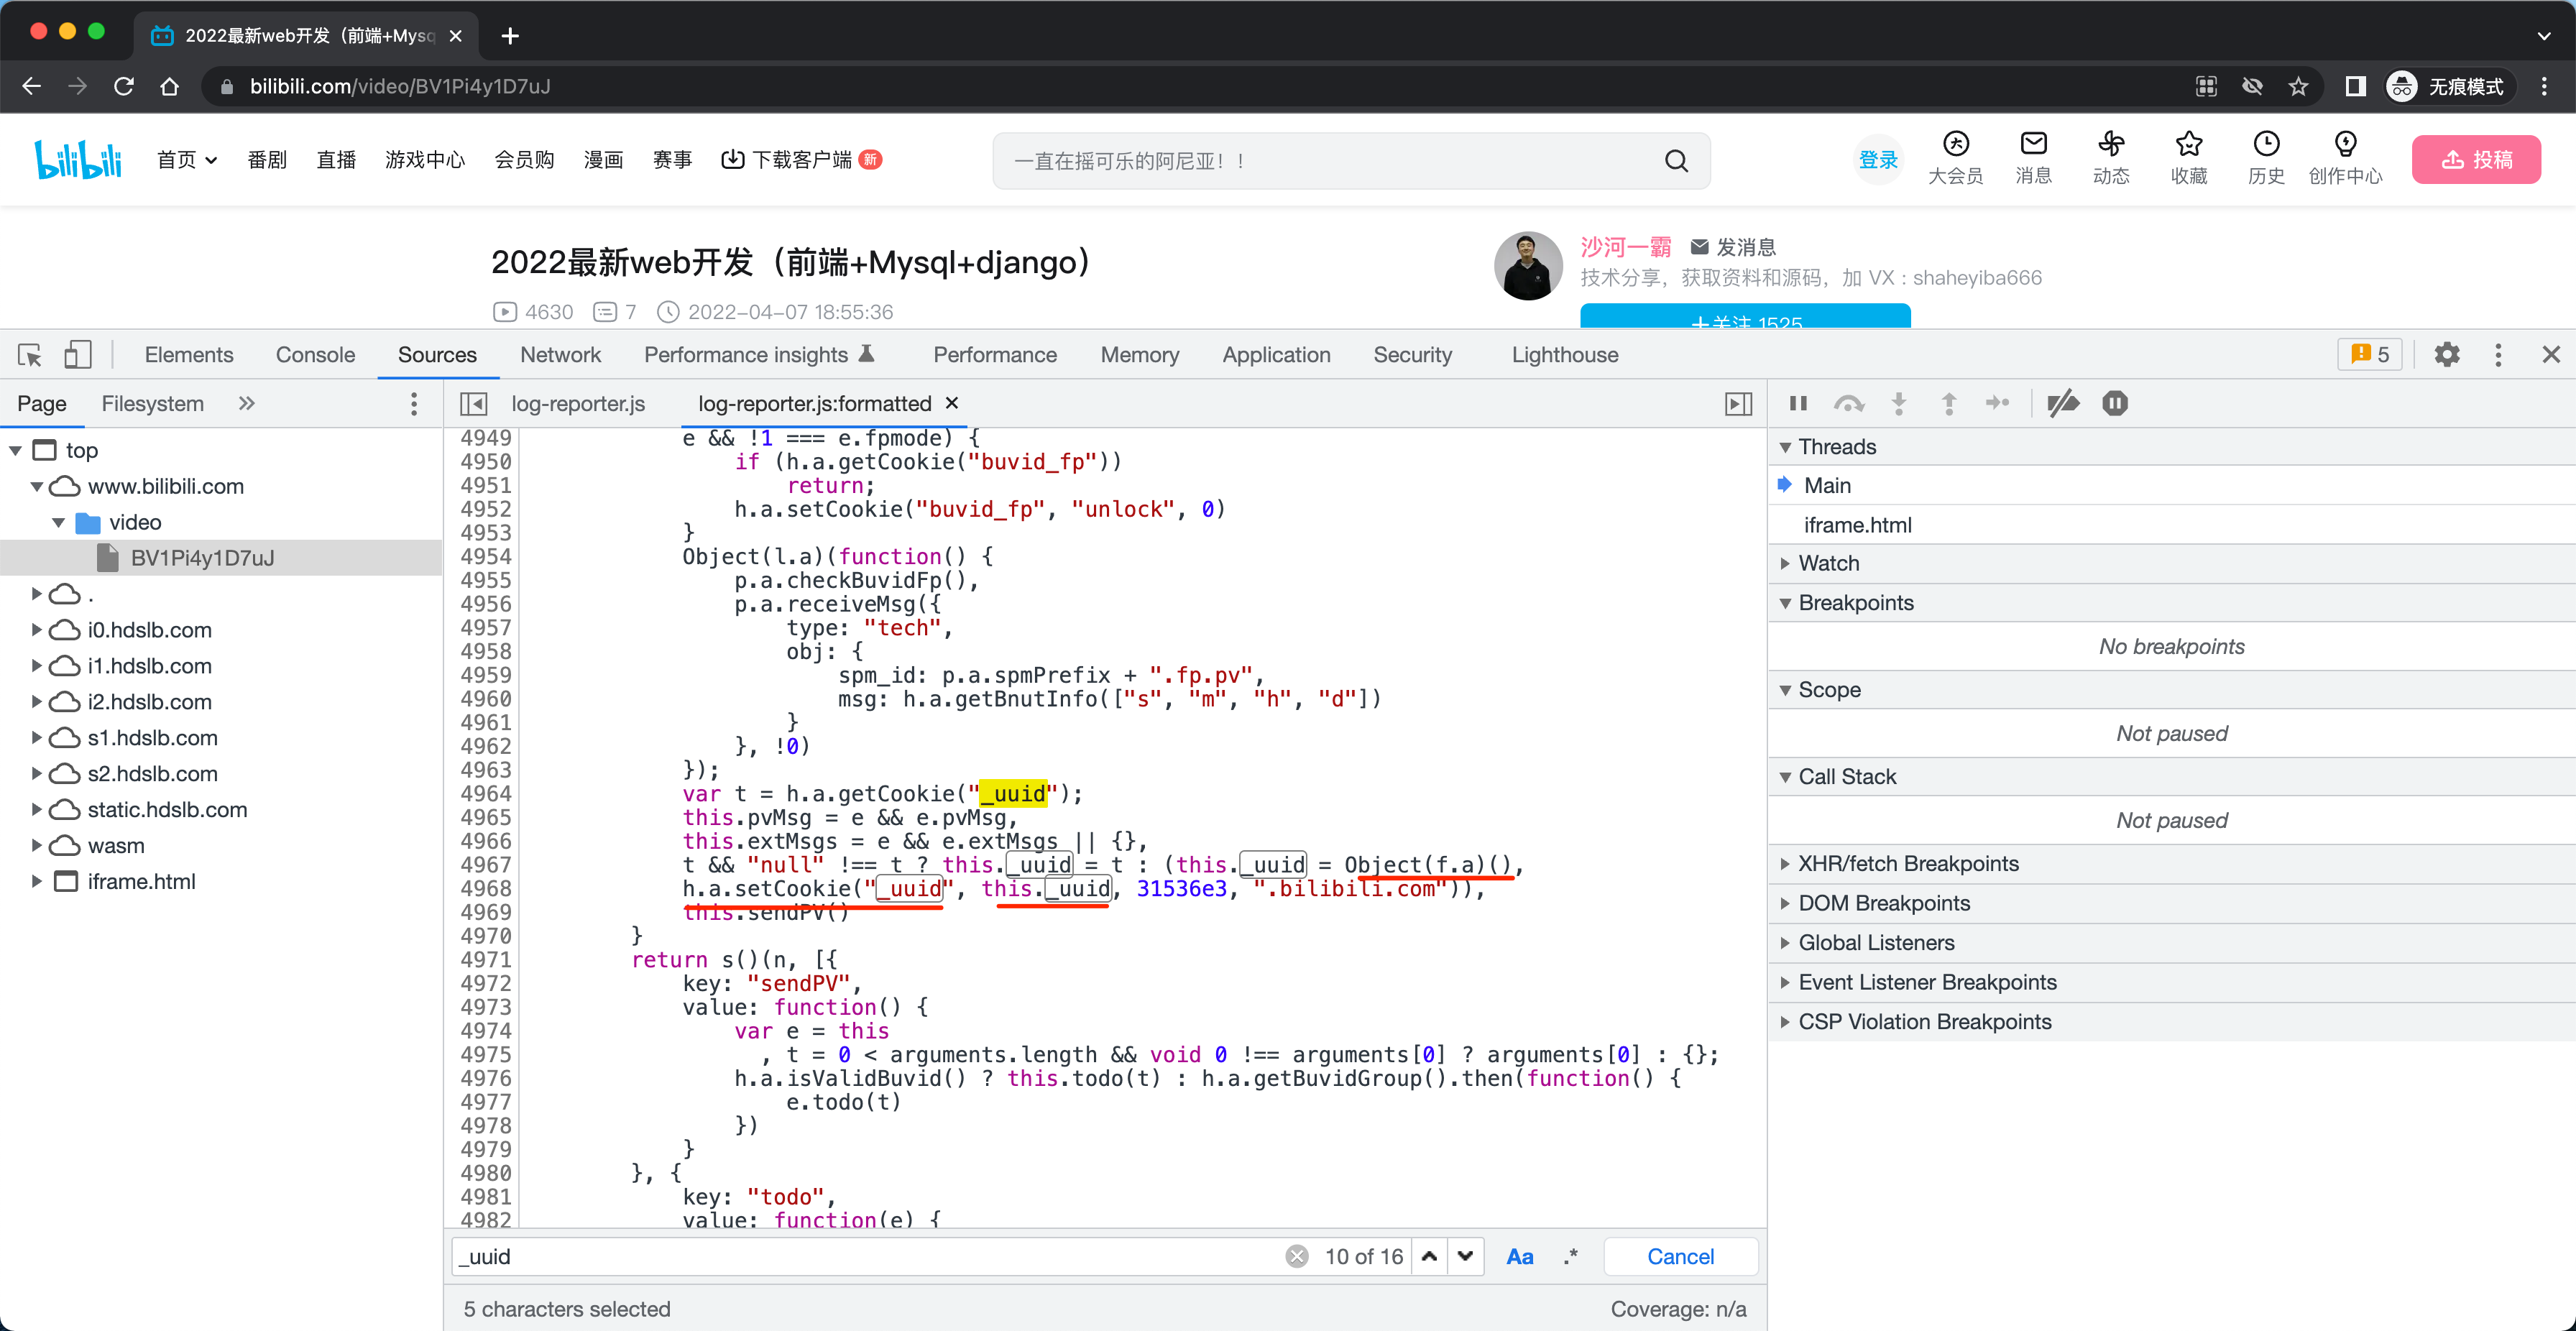 2022最新web开发（前端+Mysq
bilibili.com/video/BV1Pi4y1D7uJ
无痕模式
bilibili
首页 番剧 直播 游戏中心 会员购 漫画 赛事 下载客户端 新
一直在摇可乐的阿尼亚！！
登录 大会员 消息 动态 收藏 历史 创作中心 投稿
2022最新web开发（前端+Mysql+django）
4630 7 2022-04-07 18:55:36
沙河一霸 发消息
技术分享，获取资料和源码，加 VX：shaheyiba666
＋关注 1525
Elements Console Sources Network Performance insights Performance Memory Application Security Lighthouse 5
Page Filesystem »
top
www.bilibili.com
video
BV1Pi4y1D7uJ
.
i0.hdslb.com
i1.hdslb.com
i2.hdslb.com
s1.hdslb.com
s2.hdslb.com
static.hdslb.com
wasm
iframe.html
log-reporter.js log-reporter.js:formatted
4949 e && !1 === e.fpmode) {
4950 if (h.a.getCookie("buvid_fp"))
4951 return;
4952 h.a.setCookie("buvid_fp", "unlock", 0)
4953 }
4954 Object(l.a)(function() {
4955 p.a.checkBuvidFp(),
4956 p.a.receiveMsg({
4957 type: "tech",
4958 obj: {
4959 spm_id: p.a.spmPrefix + ".fp.pv",
4960 msg: h.a.getBnutInfo(["s", "m", "h", "d"])
4961 }
4962 }, !0)
4963 });
4964 var t = h.a.getCookie("_uuid");
4965 this.pvMsg = e && e.pvMsg,
4966 this.extMsgs = e && e.extMsgs || {},
4967 t && "null" !== t ? this._uuid = t : (this._uuid = Object(f.a)(),
4968 h.a.setCookie("_uuid", this._uuid, 31536e3, ".bilibili.com")),
4969 this.sendPV()
4970 }
4971 return s()(n, [{
4972 key: "sendPV",
4973 value: function() {
4974 var e = this
4975 , t = 0 < arguments.length && void 0 !== arguments[0] ? arguments[0] : {};
4976 h.a.isValidBuvid() ? this.todo(t) : h.a.getBuvidGroup().then(function() {
4977 e.todo(t)
4978 })
4979 }
4980 }, {
4981 key: "todo",
4982 value: function(e) {
_uuid 10 of 16 Aa .* Cancel
5 characters selected Coverage: n/a
Threads
Main
iframe.html
Watch
Breakpoints
No breakpoints
Scope
Not paused
Call Stack
Not paused
XHR/fetch Breakpoints
DOM Breakpoints
Global Listeners
Event Listener Breakpoints
CSP Violation Breakpoints